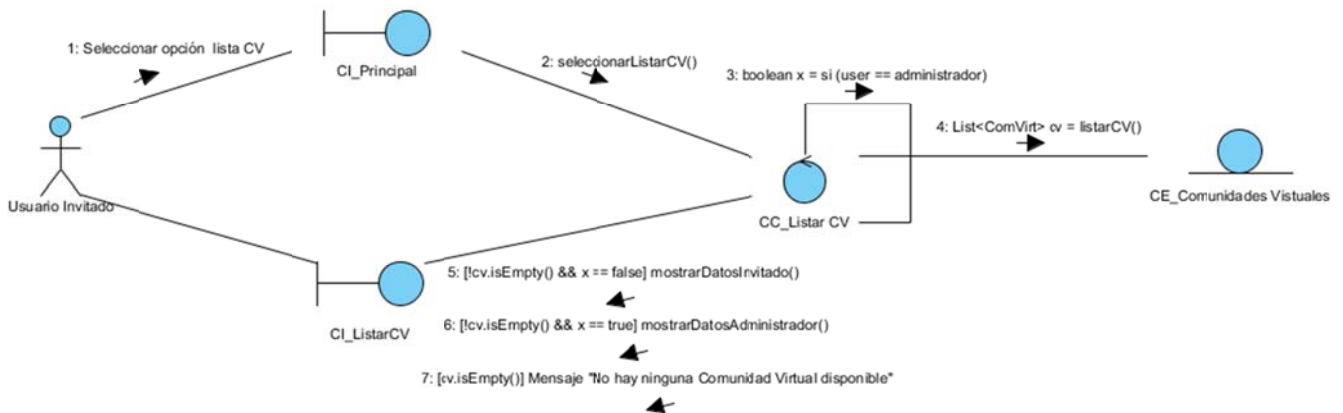 1: Seleccionar opción lista CV
CI_Principal
2: seleccionarListarCV()
3: boolean x = si (user == administrador)
4: List<ComVirt> cv = listarCV()
Usuario Invitado
CC_Listar CV
CE_Comunidades Vistuales
CI_ListarCV
5: [!cv.isEmpty() && x == false] mostrarDatosInvitado()
6: [!cv.isEmpty() && x == true] mostrarDatosAdministrador()
7: [cv.isEmpty()] Mensaje "No hay ninguna Comunidad Virtual disponible"